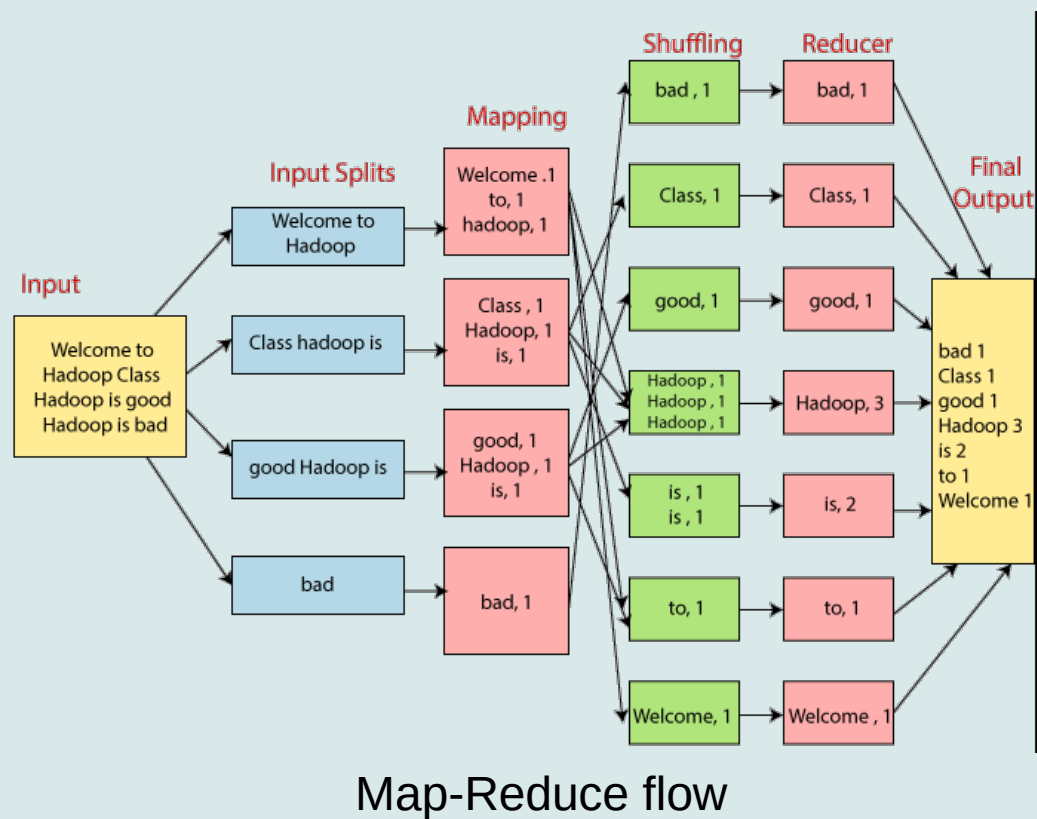 Input
Welcome to
Hadoop Class
Hadoop is good
Hadoop is bad
Input Splits
Welcome to
Hadoop
Class hadoop is
good Hadoop is
bad
Mapping
Welcome .1
to, 1
hadoop, 1
Class , 1
Hadoop, 1
is, 1
good, 1
Hadoop , 1
is, 1
bad, 1
Shuffling
bad , 1
Class, 1
good, 1
Hadoop , 1
Hadoop , 1
Hadoop , 1
is , 1
is , 1
to, 1
Welcome, 1
Reducer
bad, 1
Class, 1
good, 1
Hadoop, 3
is, 2
to, 1
Welcome , 1
Final
Output
bad 1
Class 1
good 1
Hadoop 3
is 2
to 1
Welcome 1
Map-Reduce flow